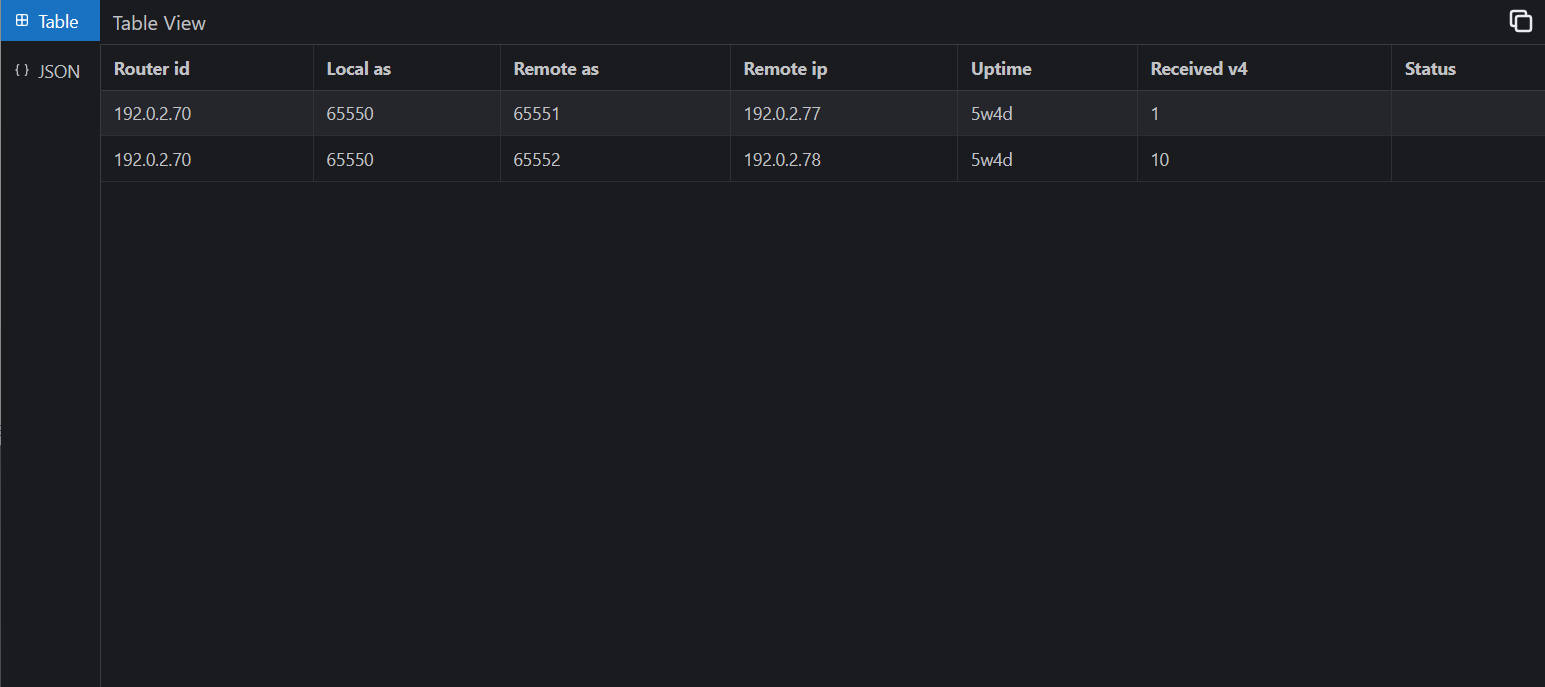 Table
Table View
{ } JSON
Router id Local as Remote as Remote ip Uptime Received v4 Status
192.0.2.70 65550 65551 192.0.2.77 5w4d 1
192.0.2.70 65550 65552 192.0.2.78 5w4d 10